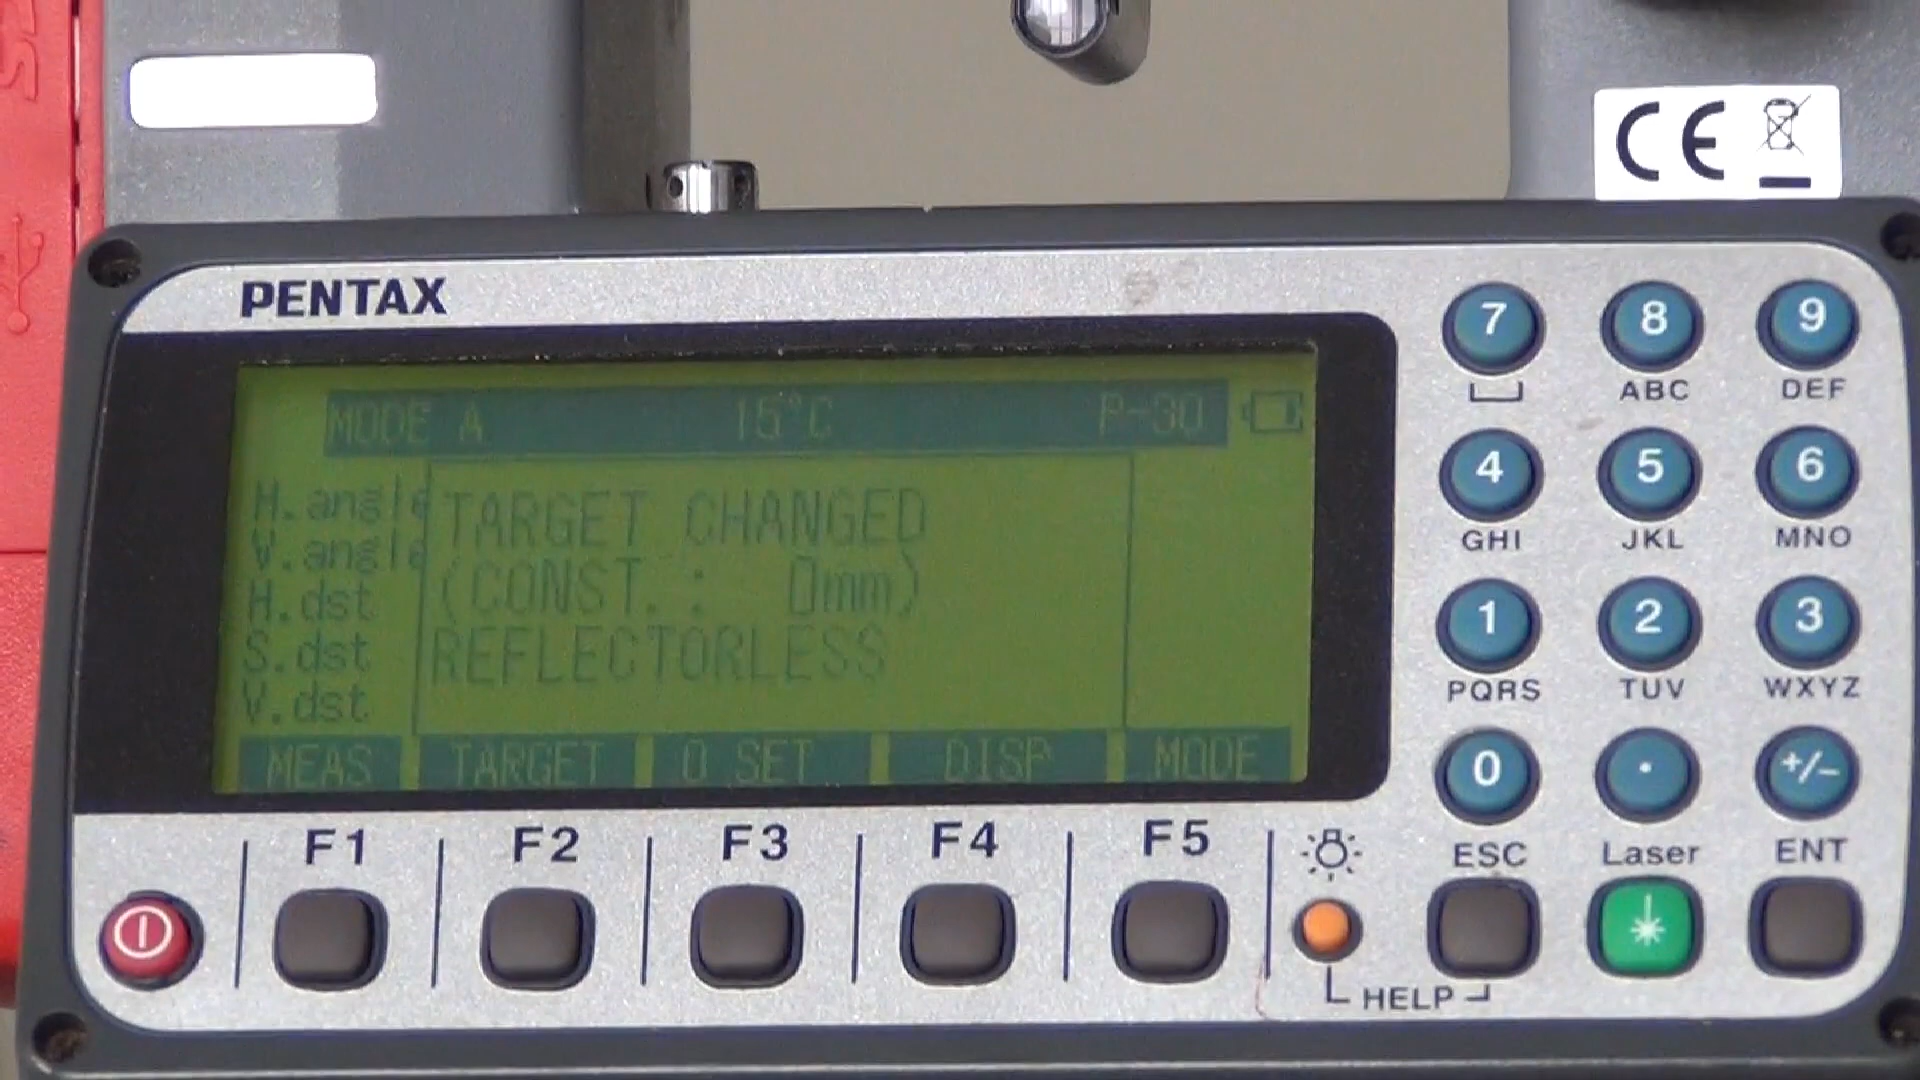 CE
PENTAX
MODE A 15°C P-30
H.angle
V.angle
H.dst
S.dst
V.dst
TARGET CHANGED
(CONST. : 0mm)
REFLECTORLESS
MEAS TARGET 0 SET DISP MODE
F1 F2 F3 F4 F5
7 8 9
ABC DEF
4 5 6
GHI JKL MNO
1 2 3
PQRS TUV WXYZ
0 . +/−
ESC Laser ENT
HELP